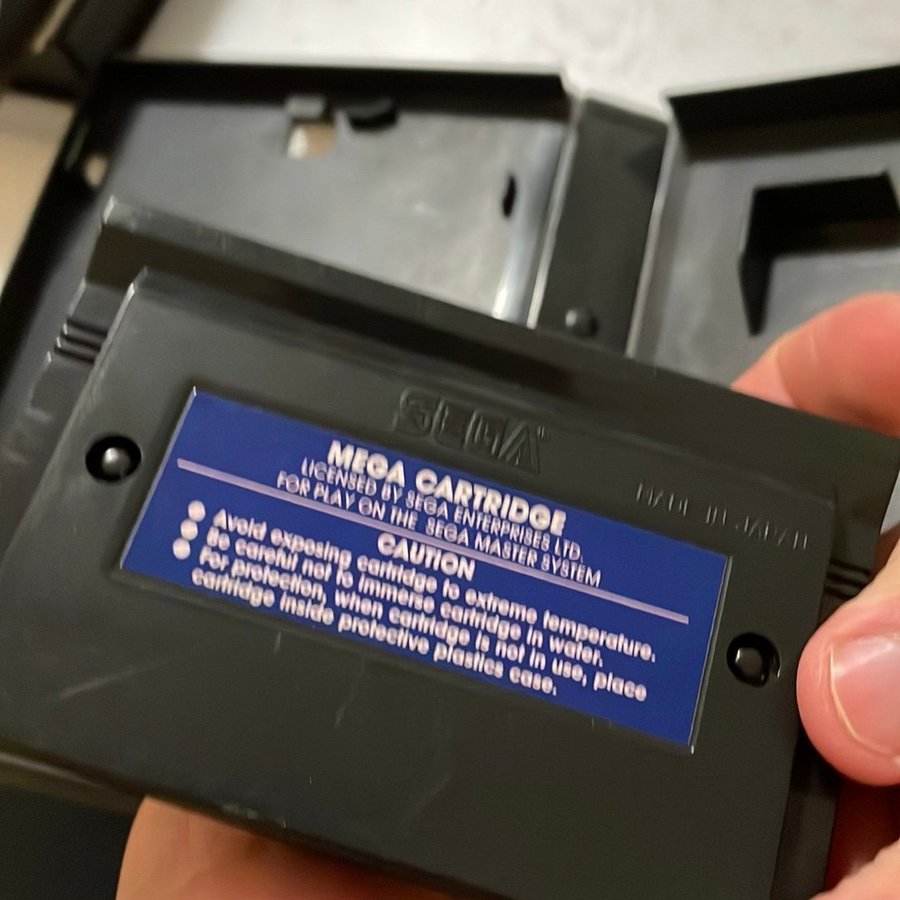 SEGA™
MADE IN JAPAN
MEGA CARTRIDGE
LICENSED BY SEGA ENTERPRISES LTD.
FOR PLAY ON THE SEGA MASTER SYSTEM
CAUTION
● Avoid exposing cartridge to extreme temperature.
● Be careful not to immerse cartridge in water.
● For protection, when cartridge is not in use, place
cartridge inside protective plastics case.